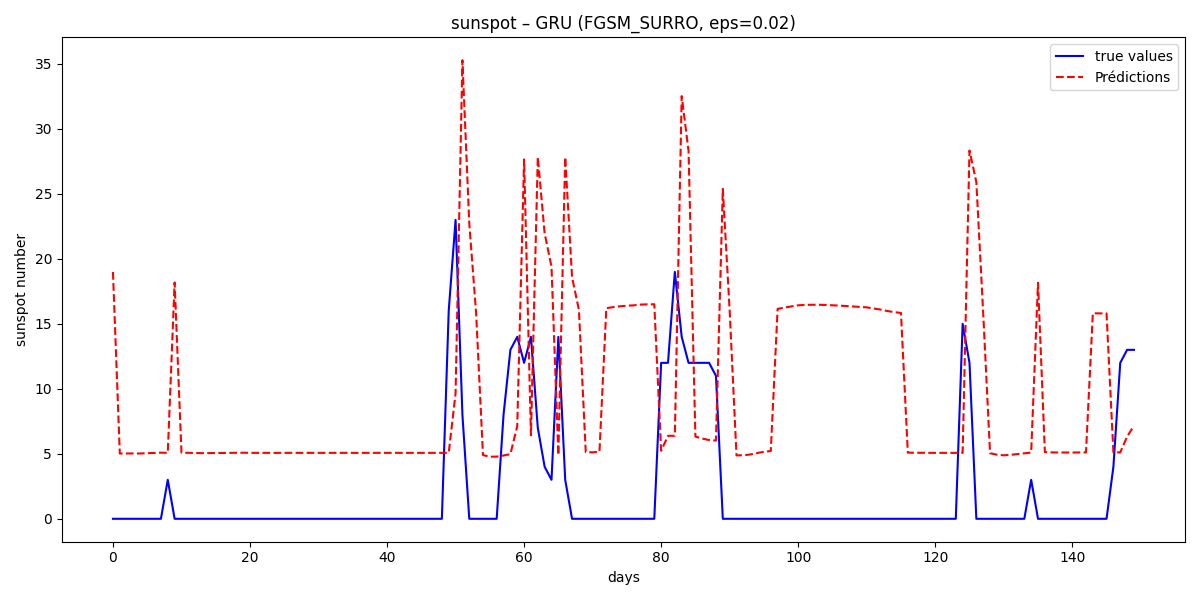 sunspot – GRU (FGSM_SURRO, eps=0.02)
true values
Prédictions
sunspot number
35
30
25
20
15
10
5
0
0 20 40 60 80 100 120 140
days